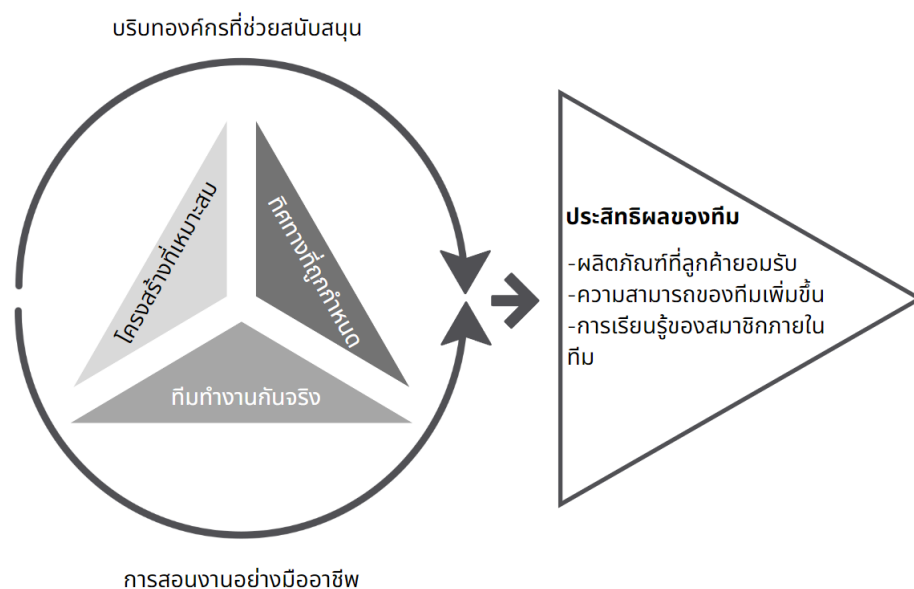 บริบทองค์กรที่ช่วยสนับสนุน
โครงสร้างที่เหมาะสม
ทิศทางที่ถูกกำหนด
ทีมทำงานกันจริง
การสอนงานอย่างมืออาชีพ
ประสิทธิผลของทีม
-ผลิตภัณฑ์ที่ลูกค้ายอมรับ
-ความสามารถของทีมเพิ่มขึ้น
-การเรียนรู้ของสมาชิกภายใน
ทีม